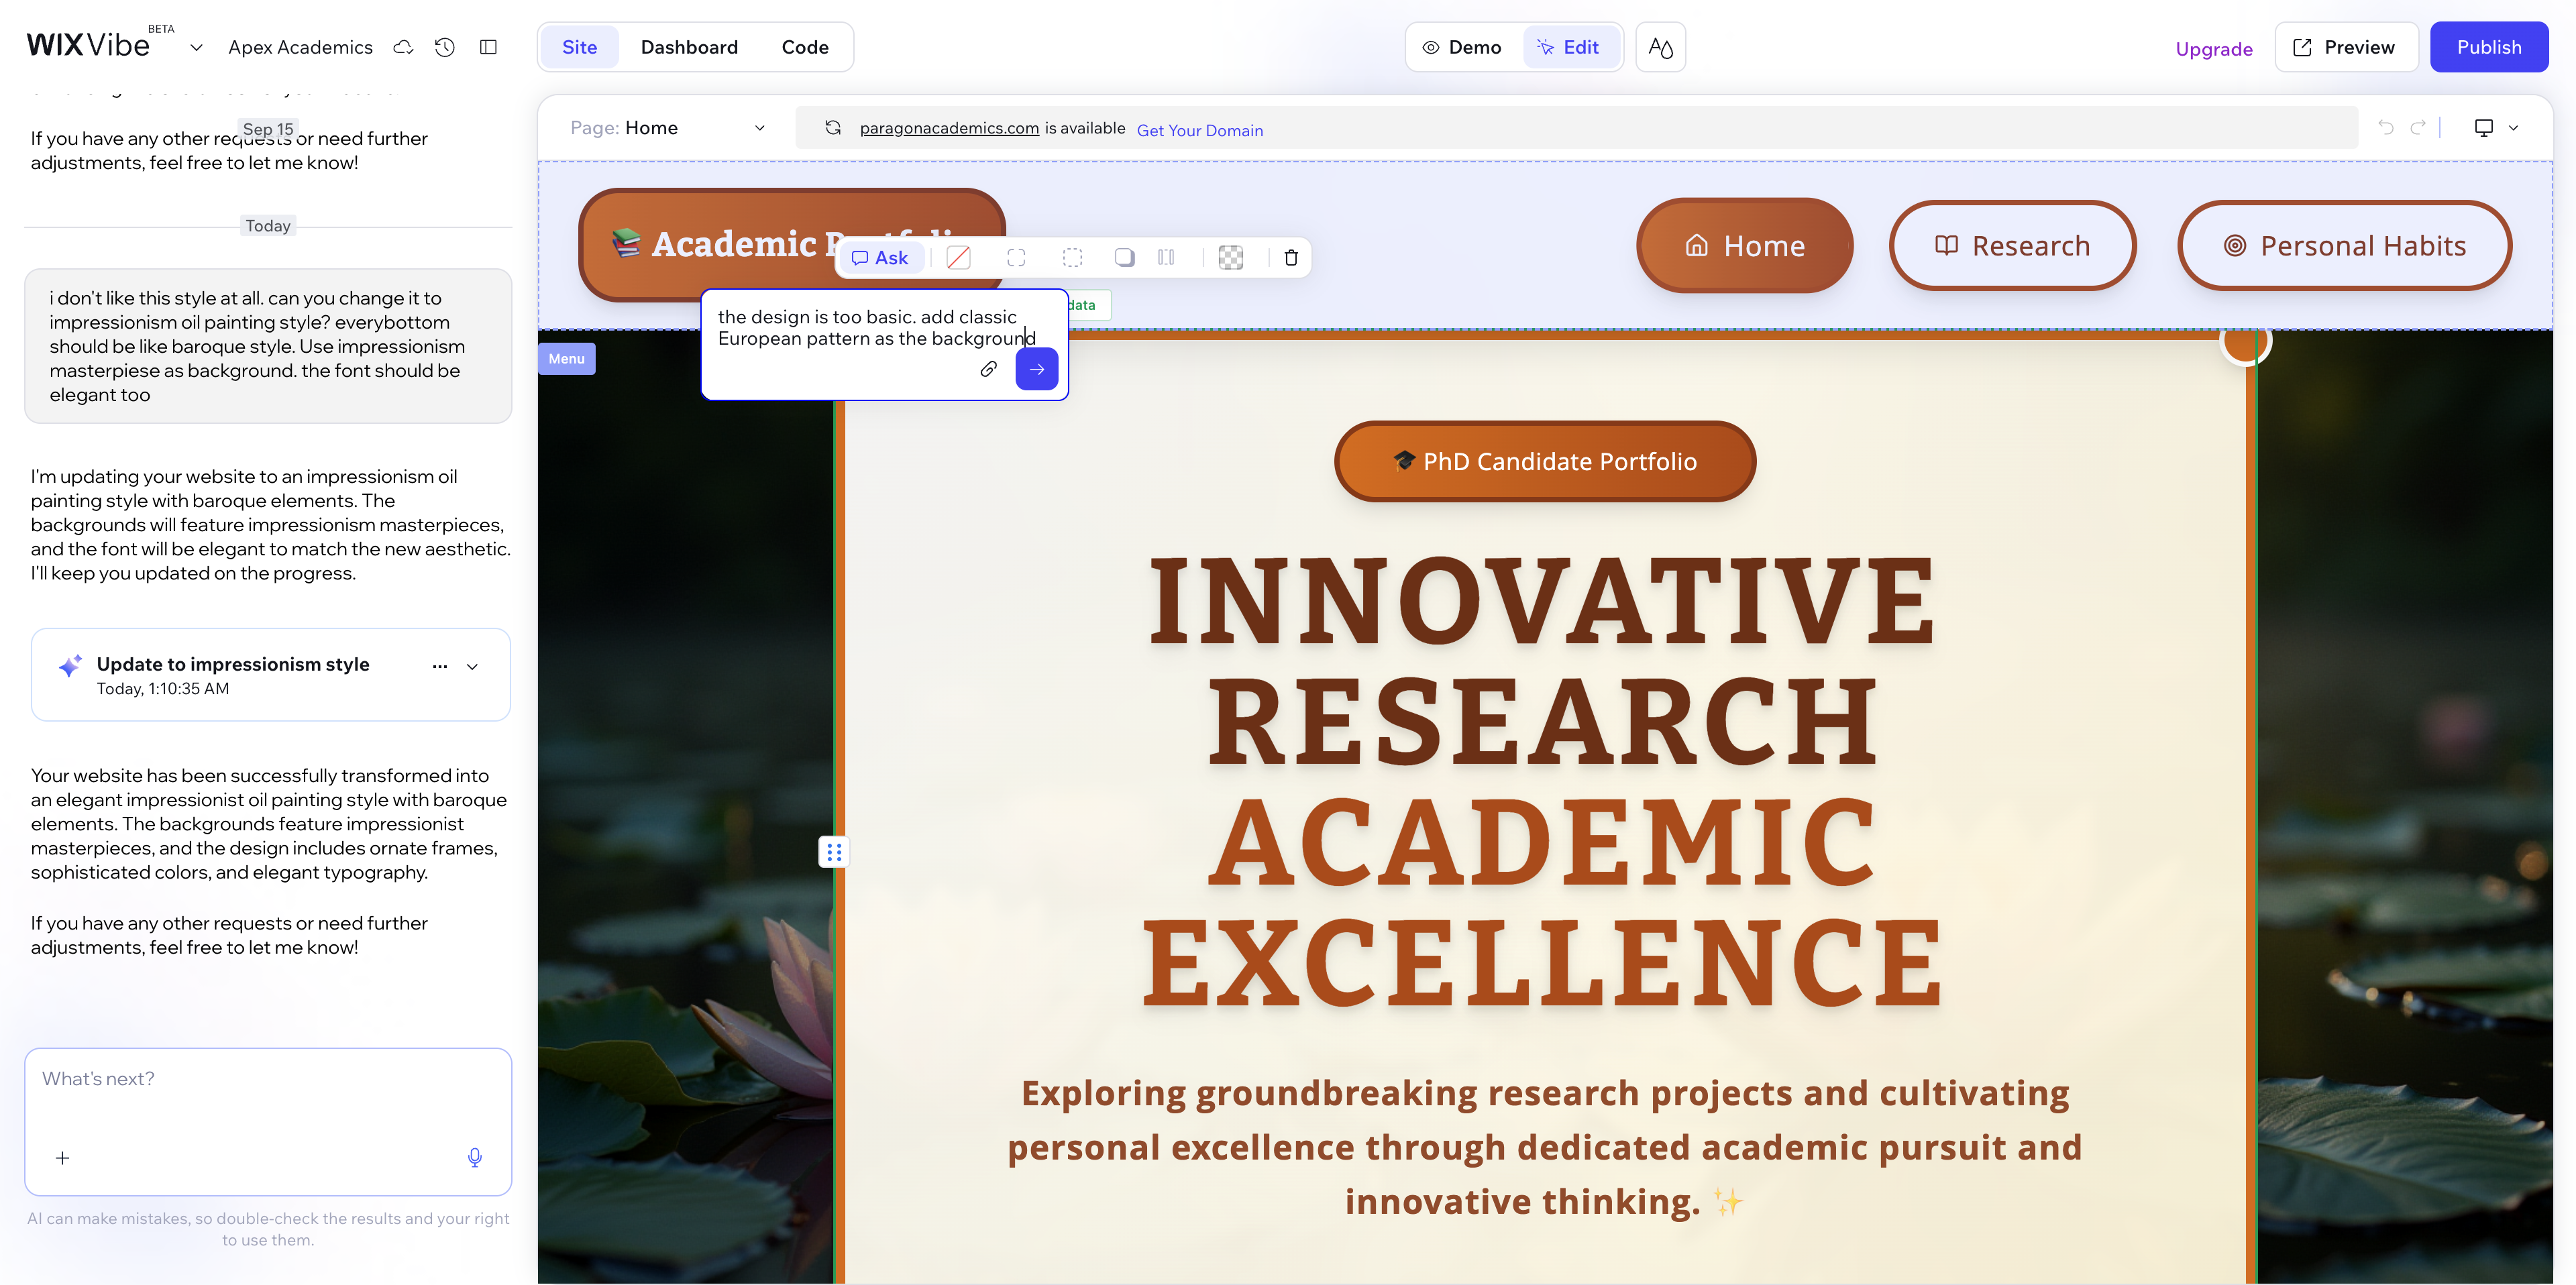 WIX Vibe BETA
Apex Academics
Site
Dashboard
Code
Demo
Edit
Upgrade
Preview
Publish
Sep 15
If you have any other requests or need further
adjustments, feel free to let me know!
Today
i don't like this style at all. can you change it to
impressionism oil painting style? everybottom
should be like baroque style. Use impressionism
masterpiese as background. the font should be
elegant too
I'm updating your website to an impressionism oil
painting style with baroque elements. The
backgrounds will feature impressionism masterpieces,
and the font will be elegant to match the new aesthetic.
I'll keep you updated on the progress.
Update to impressionism style
Today, 1:10:35 AM
Your website has been successfully transformed into
an elegant impressionist oil painting style with baroque
elements. The backgrounds feature impressionist
masterpieces, and the design includes ornate frames,
sophisticated colors, and elegant typography.
If you have any other requests or need further
adjustments, feel free to let me know!
What's next?
AI can make mistakes, so double-check the results and your right
to use them.
Page: Home
paragonacademics.com is available Get Your Domain
Academic
Home
Research
Personal Habits
Ask
data
the design is too basic. add classic
European pattern as the background
Menu
PhD Candidate Portfolio
INNOVATIVE
RESEARCH
ACADEMIC
EXCELLENCE
Exploring groundbreaking research projects and cultivating
personal excellence through dedicated academic pursuit and
innovative thinking.